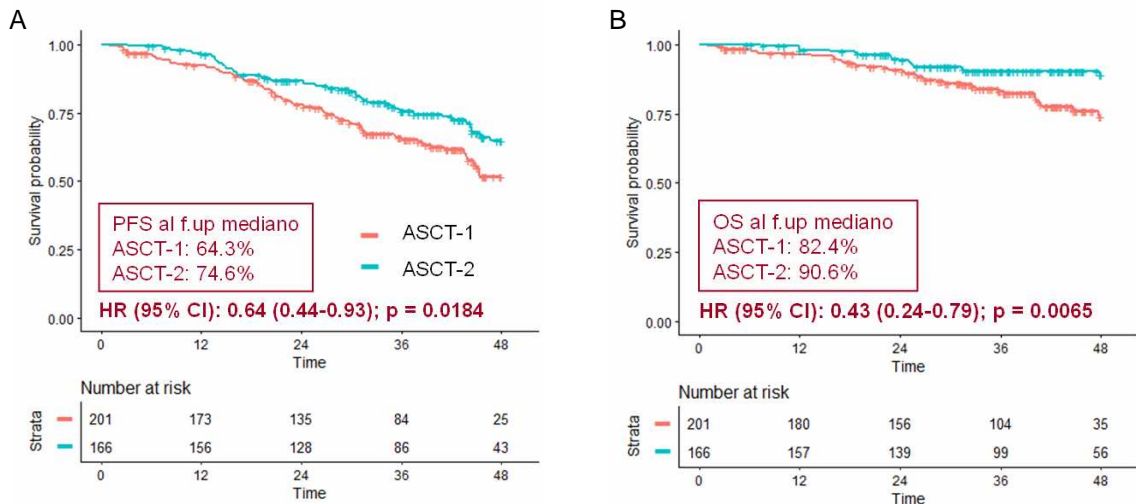 A
Survival probability
1.00
0.75
0.50
0.25
0.00
PFS al f.up mediano
ASCT-1: 64.3%
ASCT-2: 74.6%
ASCT-1
ASCT-2
HR (95% CI): 0.64 (0.44-0.93); p = 0.0184
0 12 24 36 48
Time
Number at risk
Strata
201 173 135 84 25
166 156 128 86 43
0 12 24 36 48
Time
B
Survival probability
1.00
0.75
0.50
0.25
0.00
OS al f.up mediano
ASCT-1: 82.4%
ASCT-2: 90.6%
HR (95% CI): 0.43 (0.24-0.79); p = 0.0065
0 12 24 36 48
Time
Number at risk
Strata
201 180 156 104 35
166 157 139 99 56
0 12 24 36 48
Time